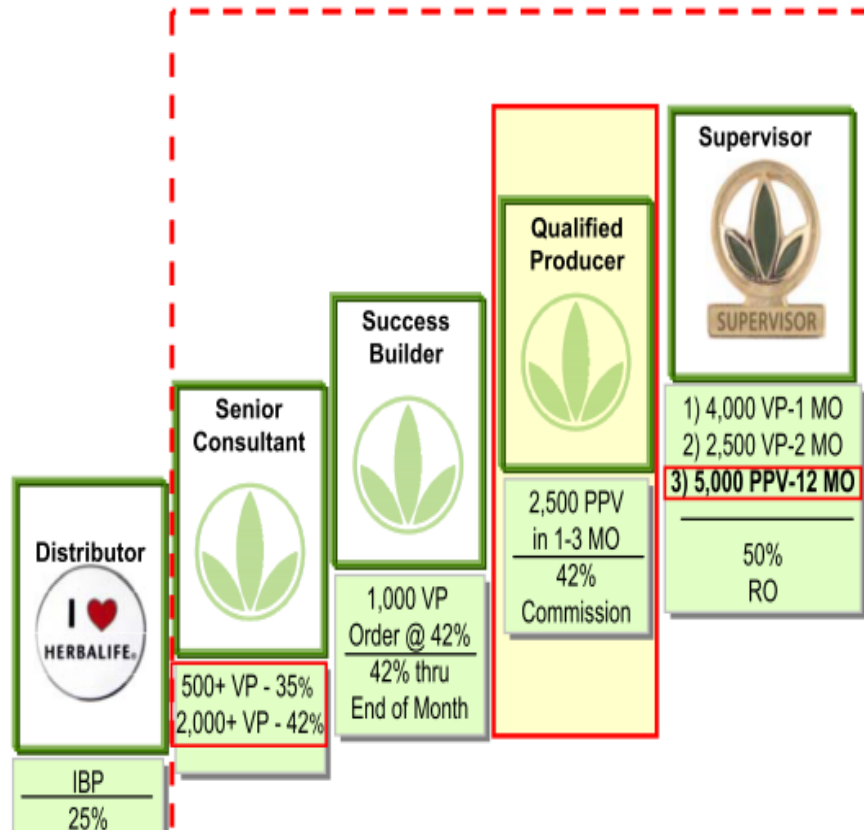 Distributor
I ❤ 
HERBALIFE®
IBP
25%
Senior
Consultant
500+ VP - 35%
2,000+ VP - 42%
Success
Builder
1,000 VP
Order @ 42%
42% thru
End of Month
Qualified
Producer
2,500 PPV
in 1-3 MO
42%
Commission
Supervisor
SUPERVISOR
1) 4,000 VP-1 MO
2) 2,500 VP-2 MO
3) 5,000 PPV-12 MO
50%
RO